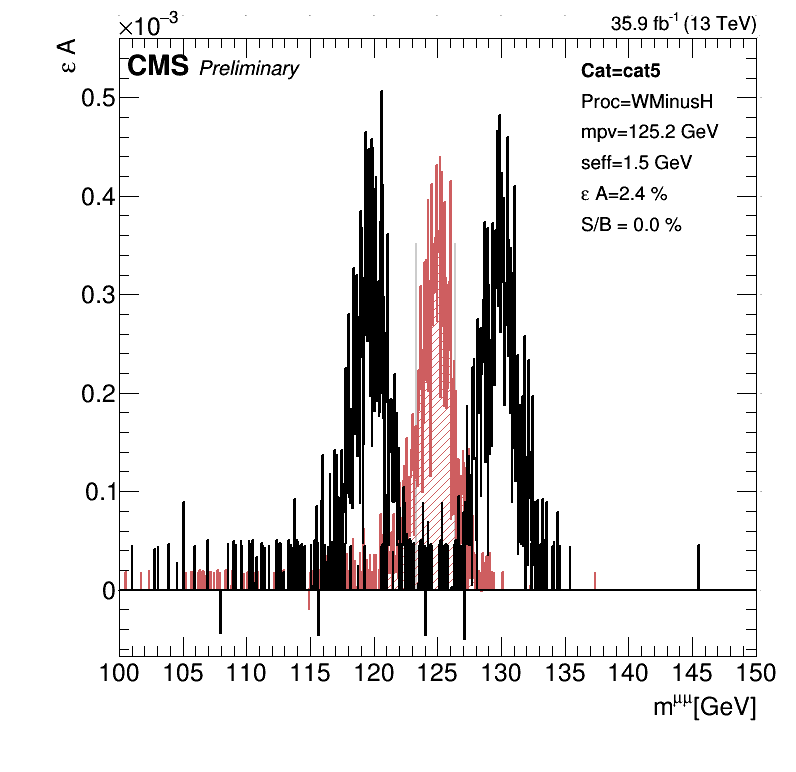 ×10⁻³
35.9 fb⁻¹ (13 TeV)
ε A
CMS Preliminary
Cat=cat5
Proc=WMinusH
mpv=125.2 GeV
seff=1.5 GeV
ε A=2.4 %
S/B = 0.0 %
0.5
0.4
0.3
0.2
0.1
0
100 105 110 115 120 125 130 135 140 145 150
m^μμ[GeV]